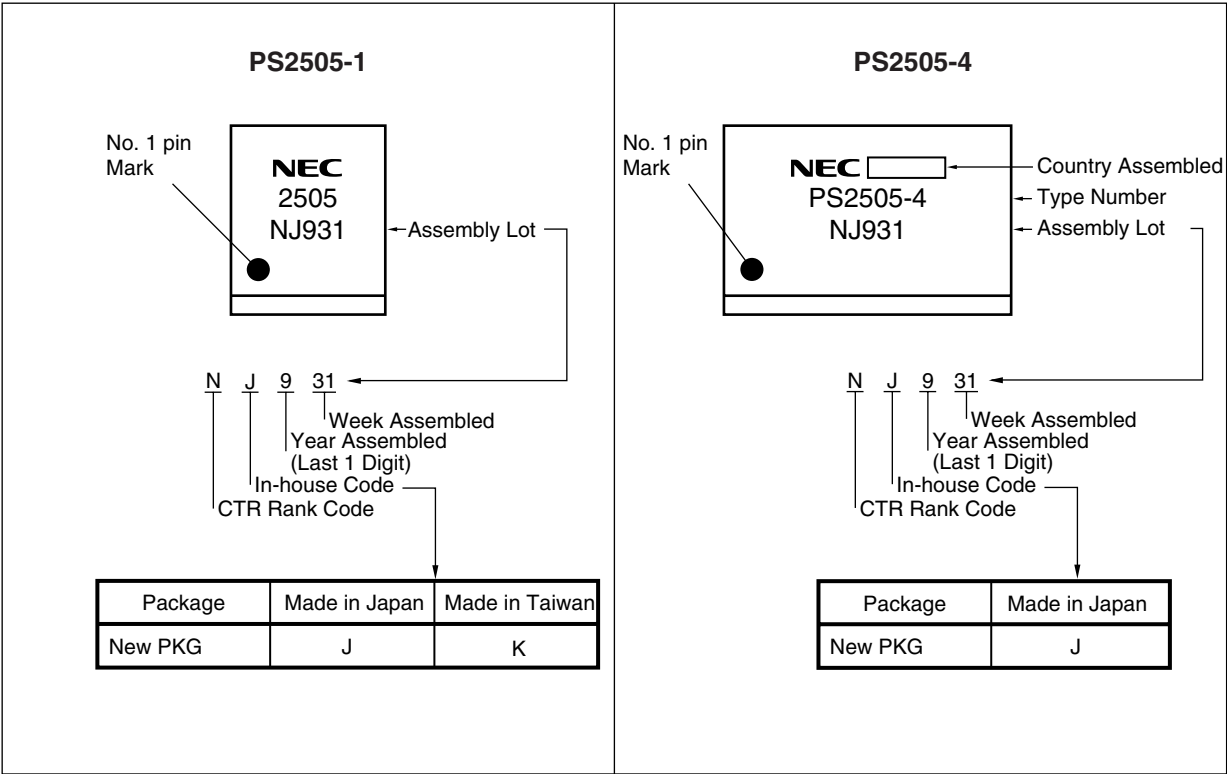 PS2505-1
No. 1 pin
Mark
NEC
2505
NJ931
Assembly Lot
N J 9 31
Week Assembled
Year Assembled
(Last 1 Digit)
In-house Code
CTR Rank Code
Package Made in Japan Made in Taiwan
New PKG J K
PS2505-4
No. 1 pin
Mark
NEC
PS2505-4
NJ931
Country Assembled
Type Number
Assembly Lot
N J 9 31
Week Assembled
Year Assembled
(Last 1 Digit)
In-house Code
CTR Rank Code
Package Made in Japan
New PKG J